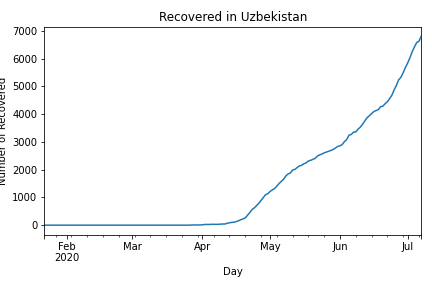 Recovered in Uzbekistan
7000
6000
5000
4000
3000
2000
1000
0
Number of Recovered
Feb
2020
Mar
Apr
May
Jun
Jul
Day